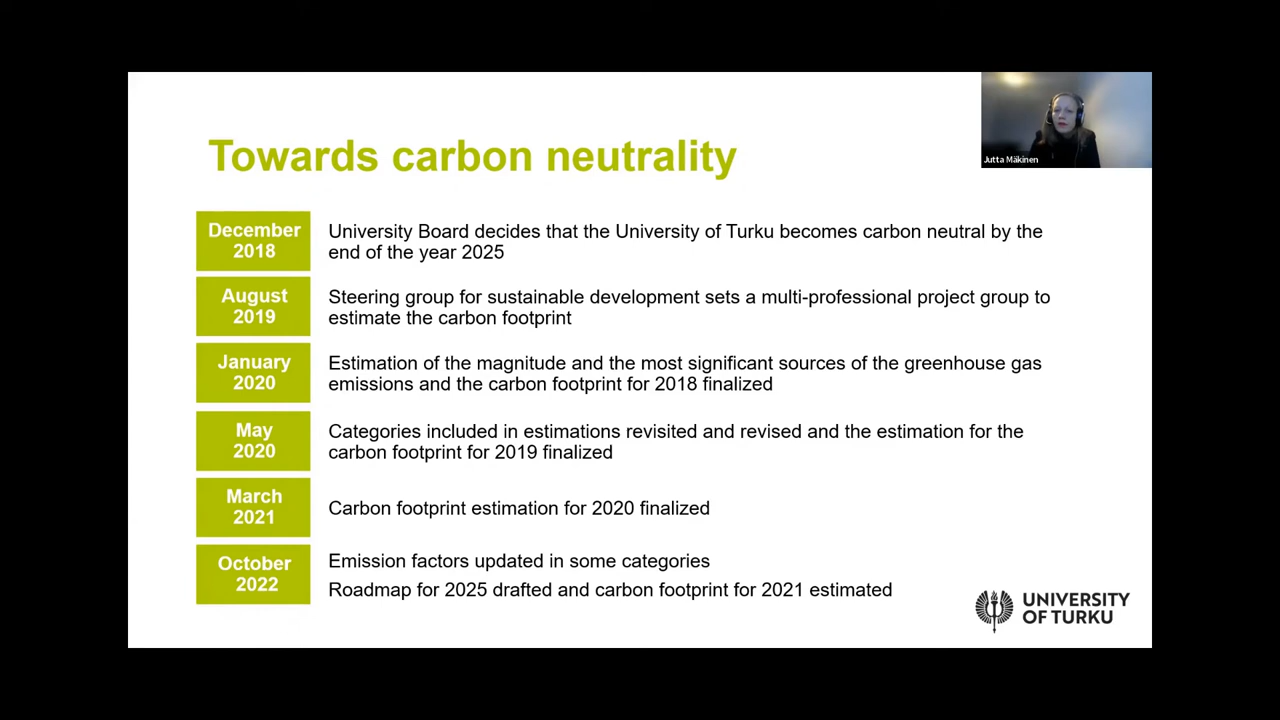 Towards carbon neutrality
Jutta Mäkinen
December
2018
University Board decides that the University of Turku becomes carbon neutral by the
end of the year 2025
August
2019
Steering group for sustainable development sets a multi-professional project group to
estimate the carbon footprint
January
2020
Estimation of the magnitude and the most significant sources of the greenhouse gas
emissions and the carbon footprint for 2018 finalized
May
2020
Categories included in estimations revisited and revised and the estimation for the
carbon footprint for 2019 finalized
March
2021
Carbon footprint estimation for 2020 finalized
October
2022
Emission factors updated in some categories
Roadmap for 2025 drafted and carbon footprint for 2021 estimated
UNIVERSITY
OF TURKU